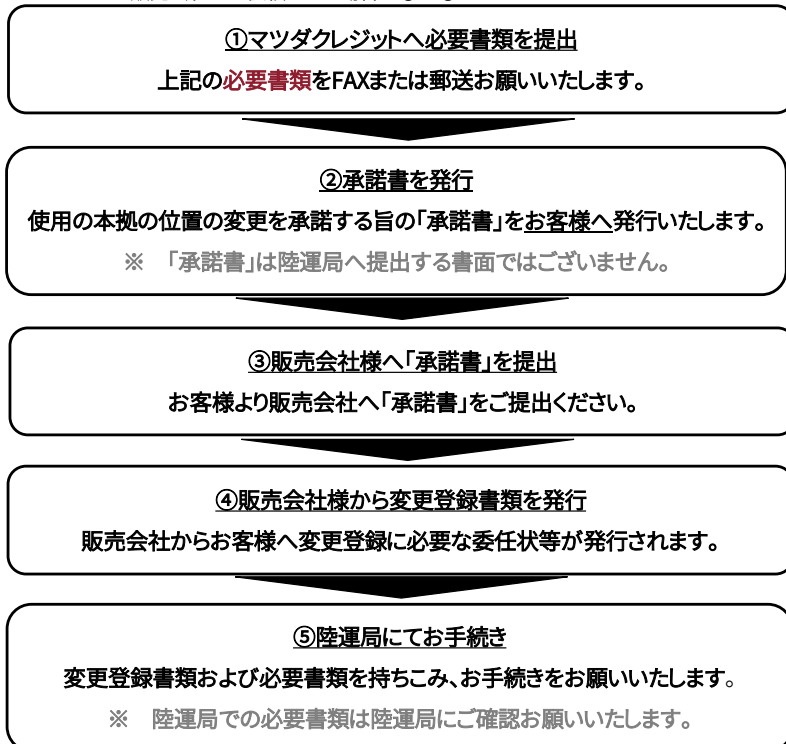 ①マツダクレジットへ必要書類を提出
上記の必要書類をFAXまたは郵送お願いいたします。
②承諾書を発行
使用の本拠の位置の変更を承諾する旨の「承諾書」をお客様へ発行いたします。
※　「承諾書」は陸運局へ提出する書面ではございません。
③販売会社様へ「承諾書」を提出
お客様より販売会社へ「承諾書」をご提出ください。
④販売会社様から変更登録書類を発行
販売会社からお客様へ変更登録に必要な委任状等が発行されます。
⑤陸運局にてお手続き
変更登録書類および必要書類を持ちこみ、お手続きをお願いいたします。
※　陸運局での必要書類は陸運局にご確認お願いいたします。